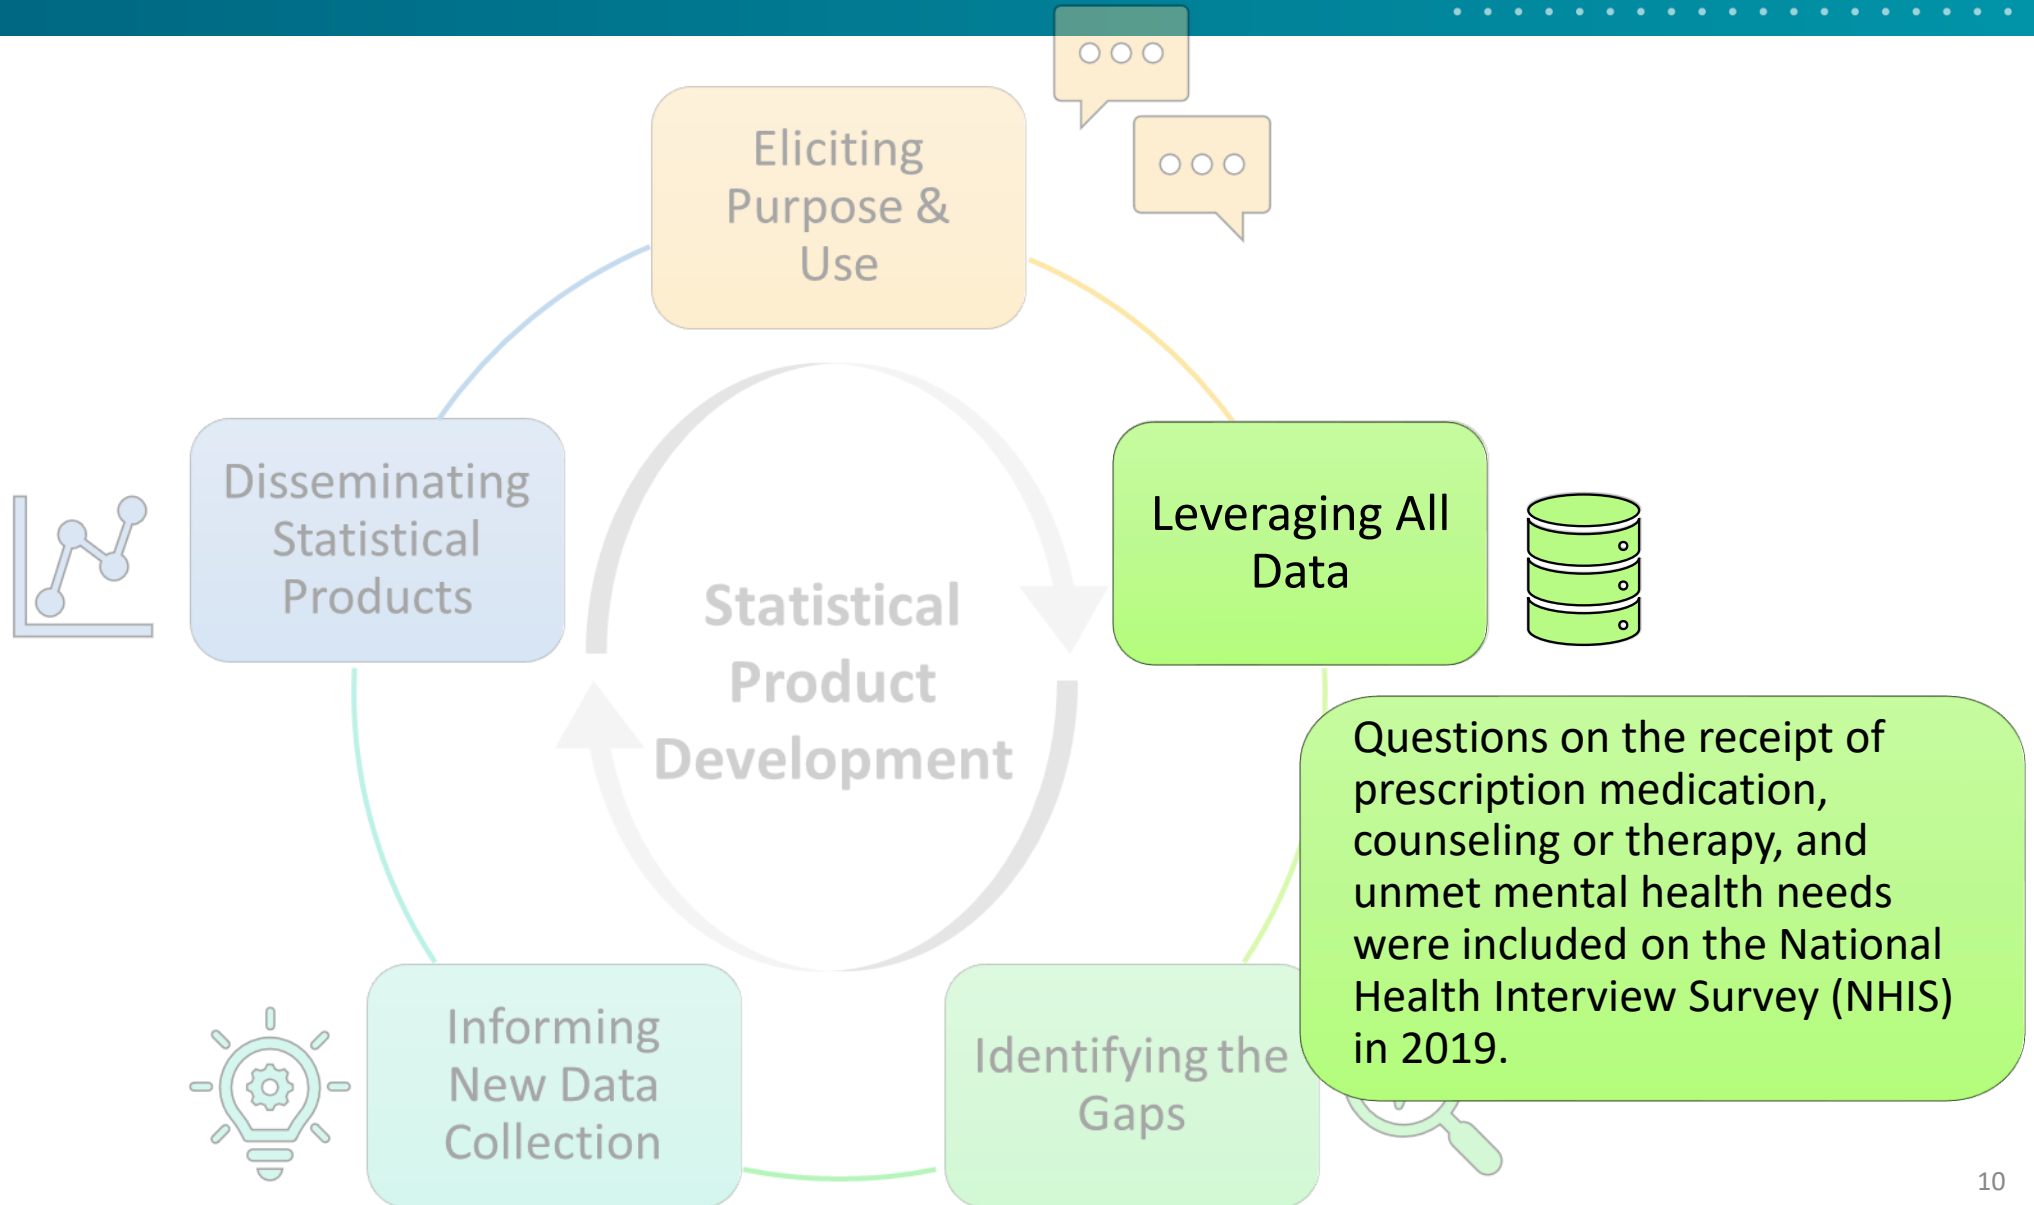 Eliciting
Purpose &
Use
Leveraging All
Data
Disseminating
Statistical
Products
Statistical
Product
Development
Questions on the receipt of
prescription medication,
counseling or therapy, and
unmet mental health needs
were included on the National
Health Interview Survey (NHIS)
in 2019.
Identifying the
Gaps
Informing
New Data
Collection
10